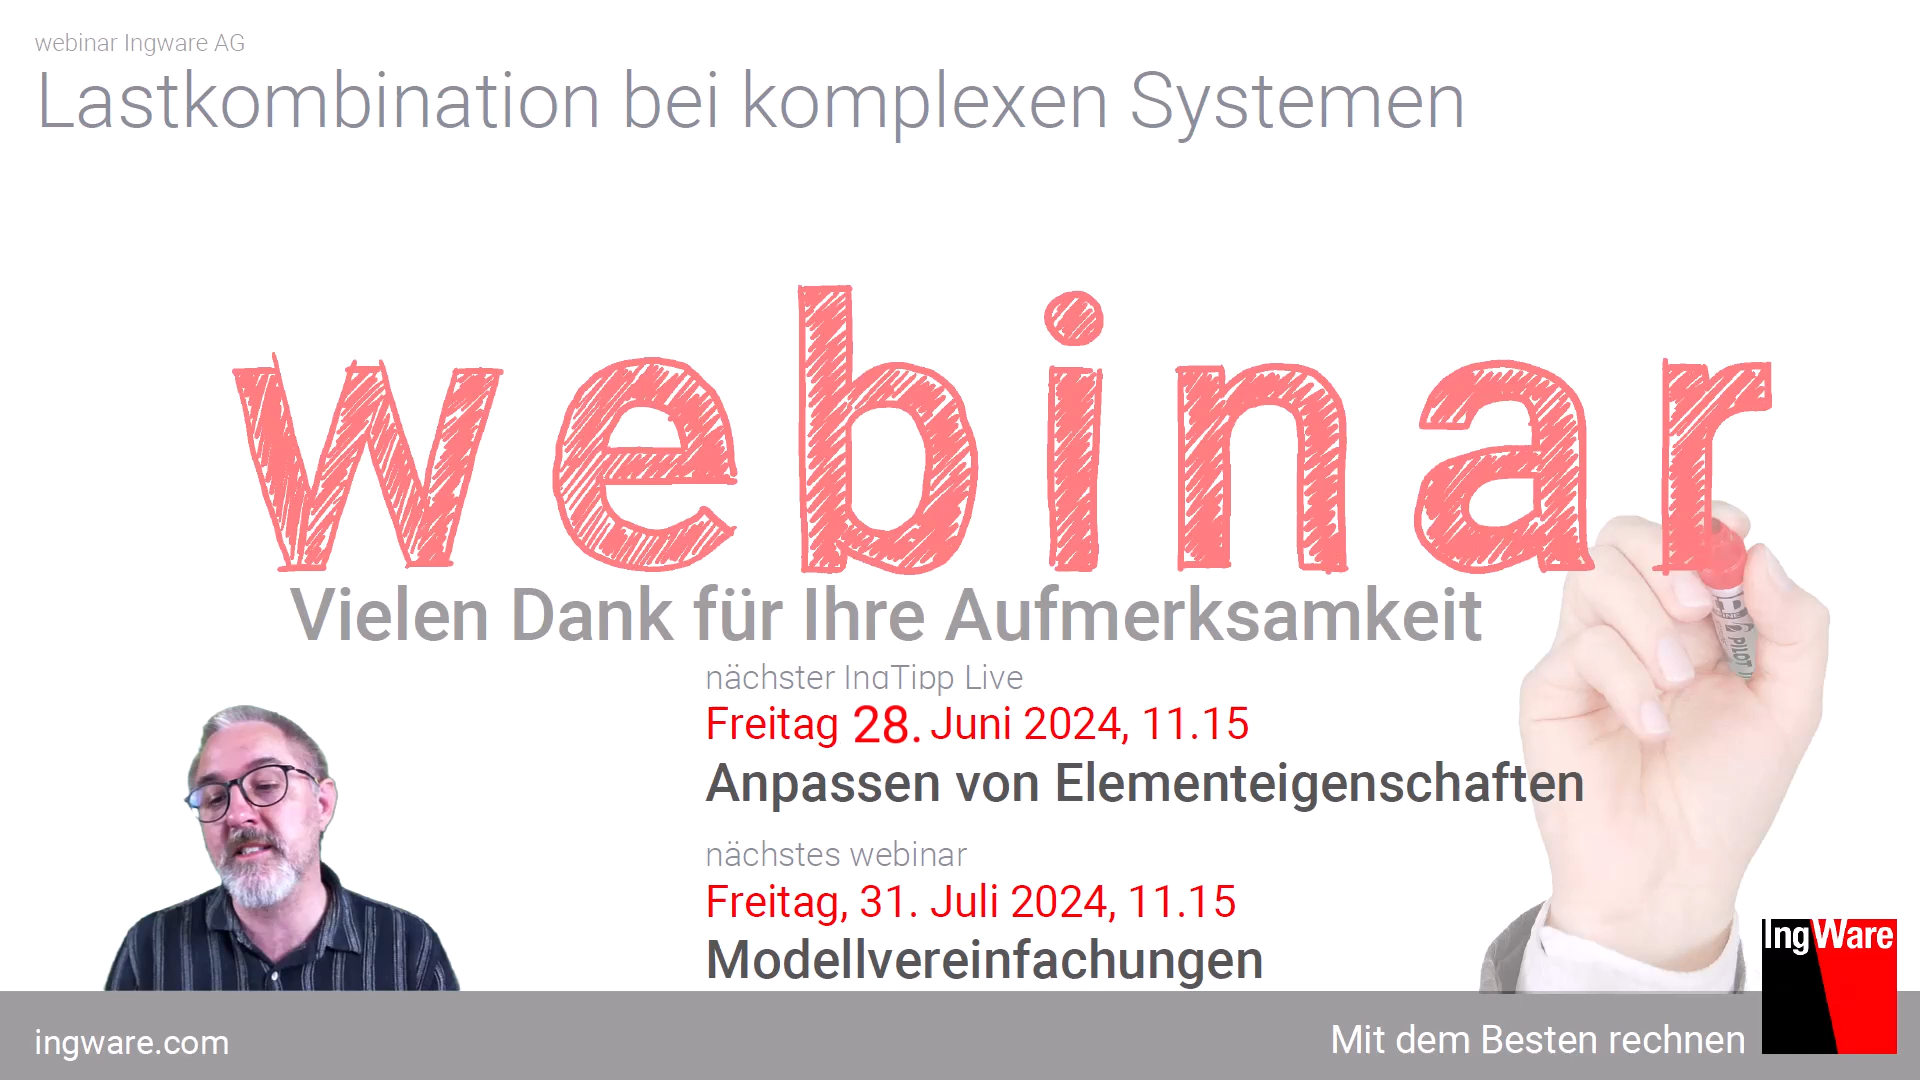 webinar Ingware AG
Lastkombination bei komplexen Systemen
webinar
Vielen Dank für Ihre Aufmerksamkeit
nächster IngTipp Live
Freitag 28. Juni 2024, 11.15
Anpassen von Elementeigenschaften
nächstes webinar
Freitag, 31. Juli 2024, 11.15
Modellvereinfachungen
PILOT
IngWare
ingware.com
Mit dem Besten rechnen